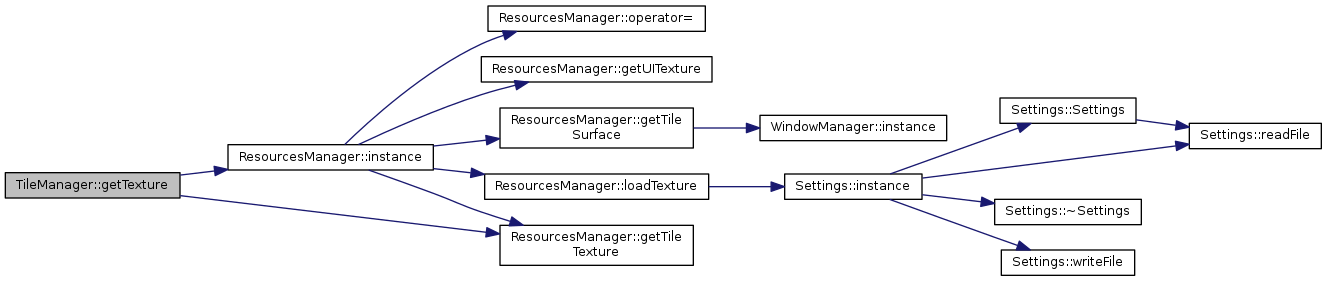 TileManager::getTexture
ResourcesManager::instance
ResourcesManager::operator=
ResourcesManager::getUITexture
ResourcesManager::getTile
Surface
ResourcesManager::loadTexture
ResourcesManager::getTile
Texture
WindowManager::instance
Settings::instance
Settings::Settings
Settings::readFile
Settings::~Settings
Settings::writeFile